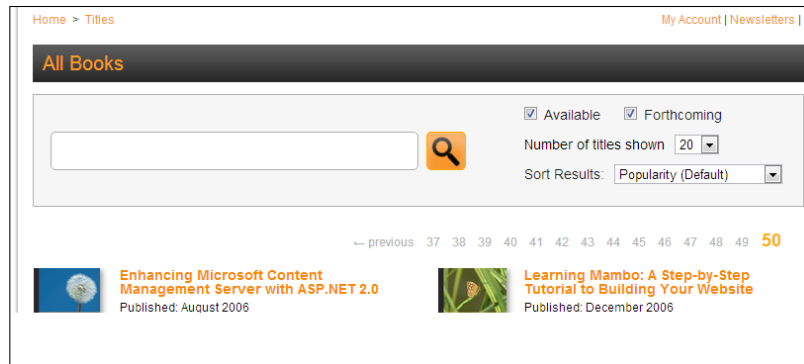 Home > Titles
My Account | Newsletters |
All Books
Available Forthcoming
Number of titles shown 20
Sort Results: Popularity (Default)
← previous 37 38 39 40 41 42 43 44 45 46 47 48 49 50
Enhancing Microsoft Content
Management Server with ASP.NET 2.0
Published: August 2006
Learning Mambo: A Step-by-Step
Tutorial to Building Your Website
Published: December 2006